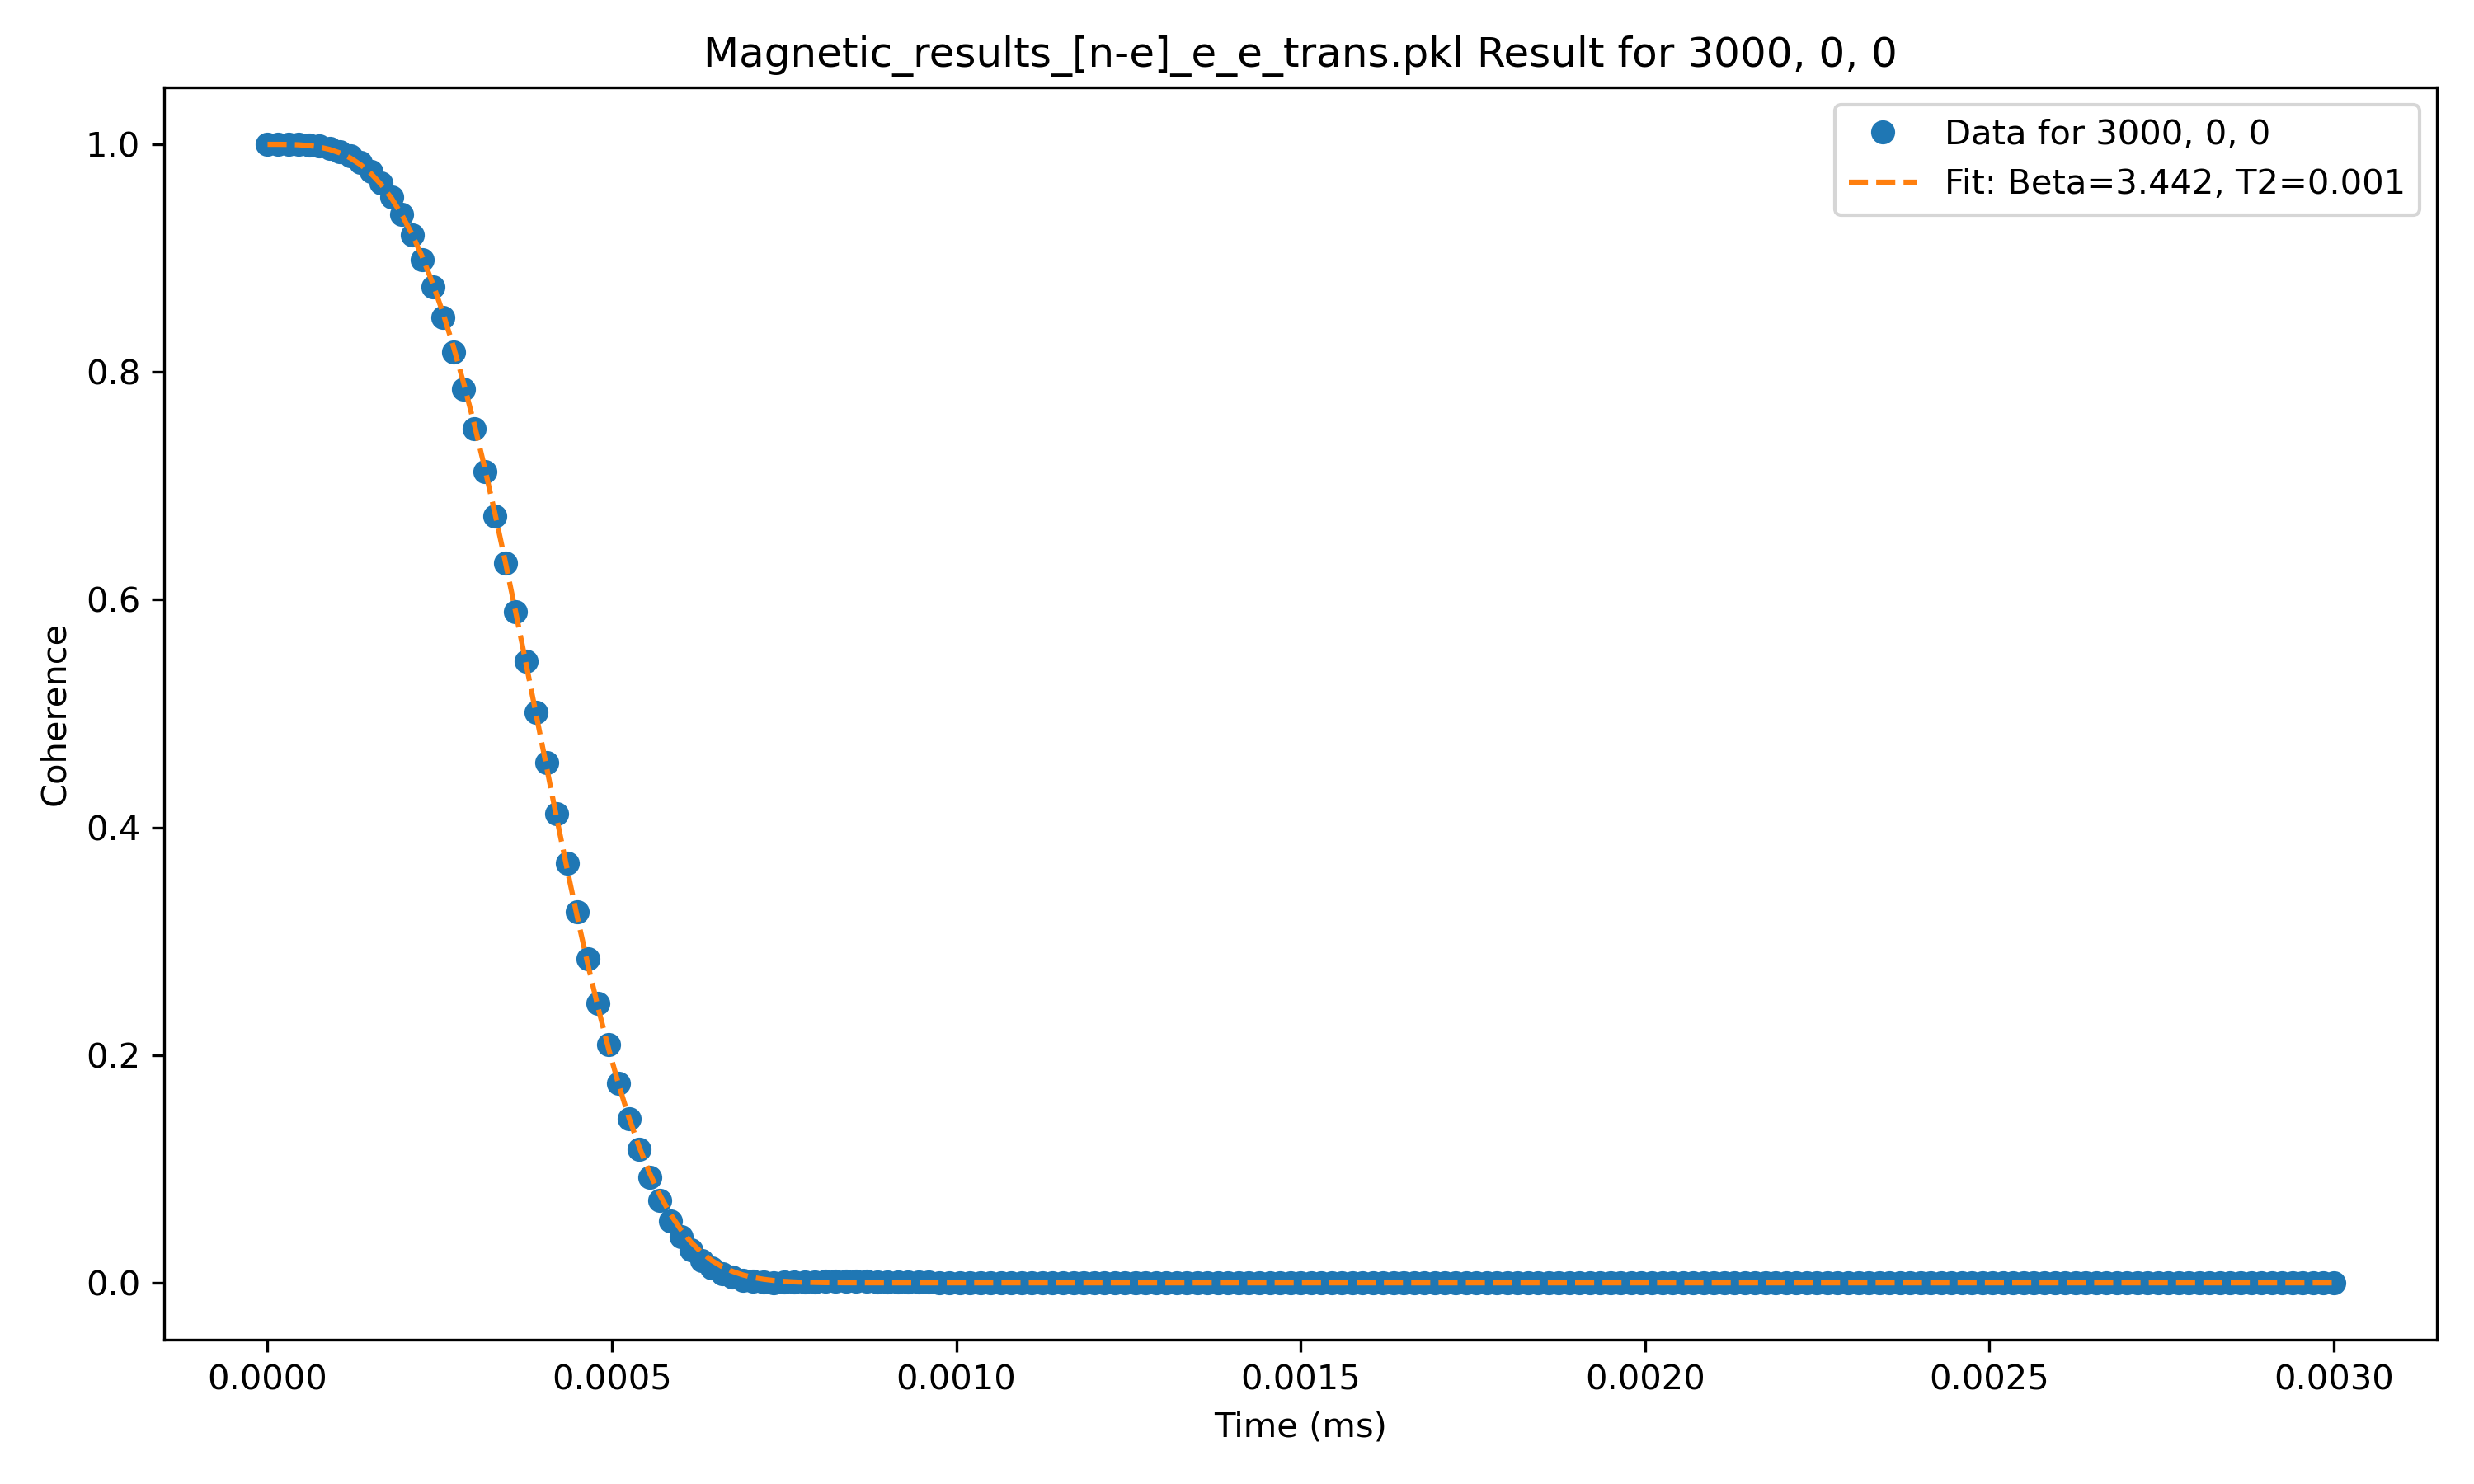 Magnetic_results_[n-e]_e_e_trans.pkl Result for 3000, 0, 0
Data for 3000, 0, 0
Fit: Beta=3.442, T2=0.001
Coherence
1.0
0.8
0.6
0.4
0.2
0.0
0.0000 0.0005 0.0010 0.0015 0.0020 0.0025 0.0030
Time (ms)